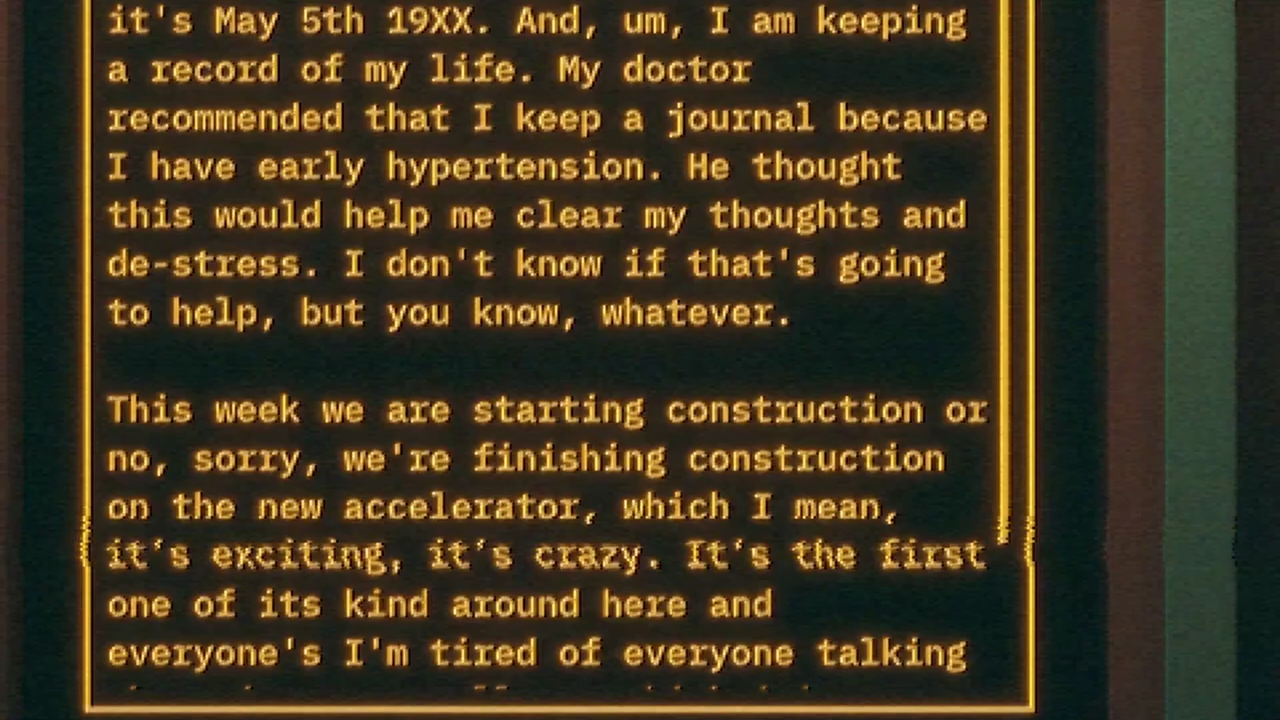 it's May 5th 19XX. And, um, I am keeping
a record of my life. My doctor
recommended that I keep a journal because
I have early hypertension. He thought
this would help me clear my thoughts and
de-stress. I don't know if that's going
to help, but you know, whatever.
This week we are starting construction or
no, sorry, we're finishing construction
on the new accelerator, which I mean,
it's exciting, it's crazy. It's the first
one of its kind around here and
everyone's I'm tired of everyone talking